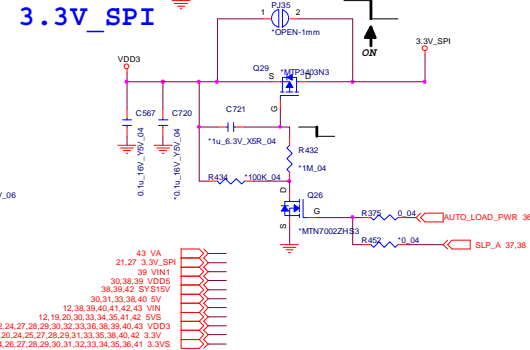 3.3V_SPI
PJ35
1 2
*OPEN-1mm
ON
3.3V_SPI
VDD3
Q29
*MTP3403N3
S D
G
C567
C720
C721
0.1u_16V_Y5V_04
*0.1u_16V_Y5V_04
*1u_6.3V_X5R_04
R432
*1M_04
R434
*100K_04
D
Q26
G
S
*MTN7002ZHS3
R375 0_04
AUTO_LOAD_PWR 36
R452 *0_04
SLP_A 37,38
_06
43 VA
21,27 3.3V_SPI
39 VIN1
30,38,39 VDD5
38,39,42 SYS15V
30,31,33,38,40 5V
12,38,39,40,41,42,43 VIN
12,19,20,30,33,34,35,41,42 5VS
2,24,27,28,29,30,32,33,36,38,39,40,43 VDD3
20,24,25,27,28,29,31,33,35,38,40,42 3.3V
4,26,27,28,29,30,31,32,33,34,35,36,41 3.3VS